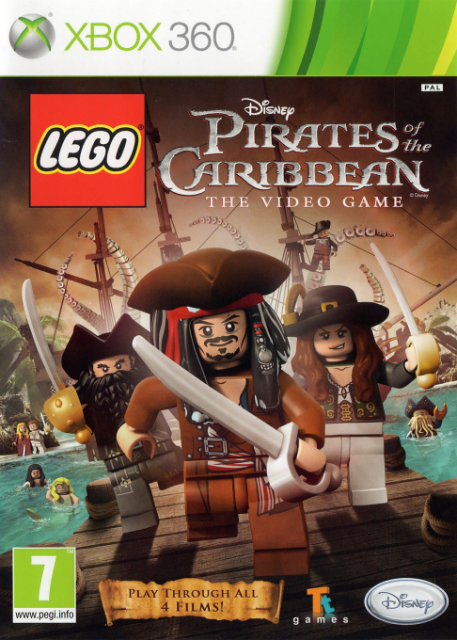 XBOX 360.
PAL
LEGO
Disney
PIRATES of the
CARIBBEAN
© Disney
THE VIDEO GAME
7
www.pegi.info
PLAY THROUGH ALL
4 FILMS!
Tt
games
Disney